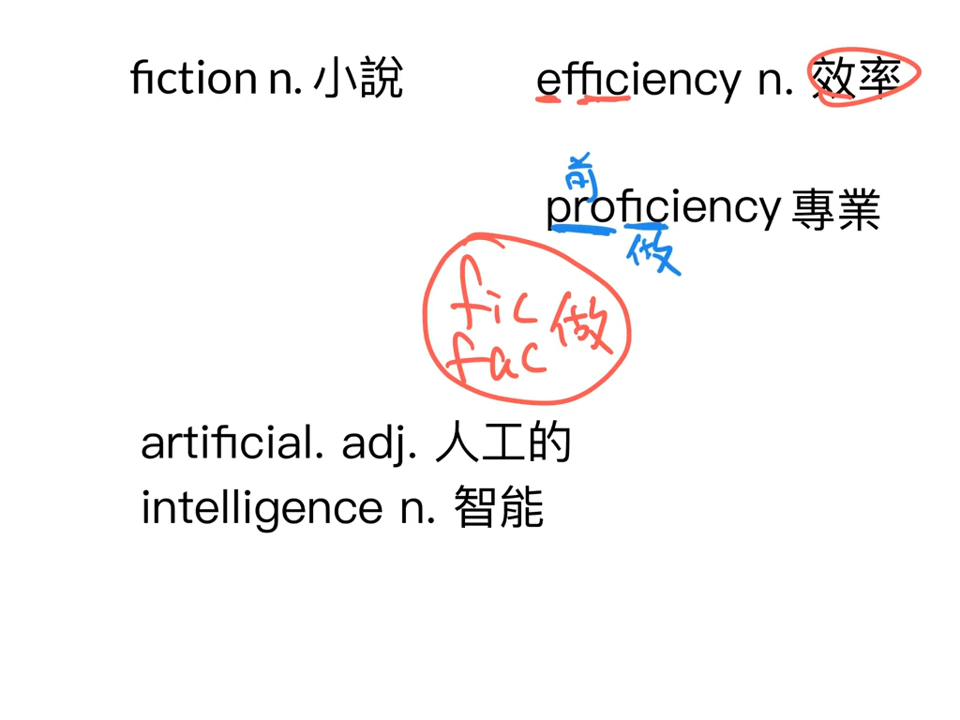 fiction n. 小說
efficiency n. 效率
前
proficiency 專業
做
fic
fac 做
artificial. adj. 人工的
intelligence n. 智能